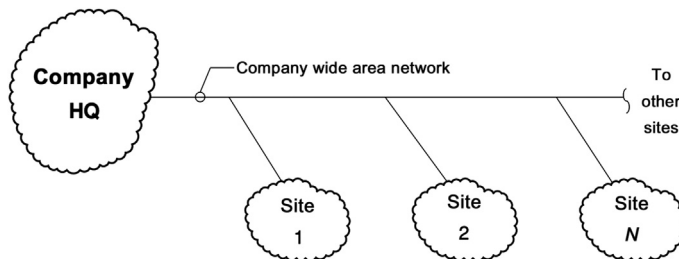 Company
HQ
Company wide area network
To
other
sites
Site
1
Site
2
Site
N